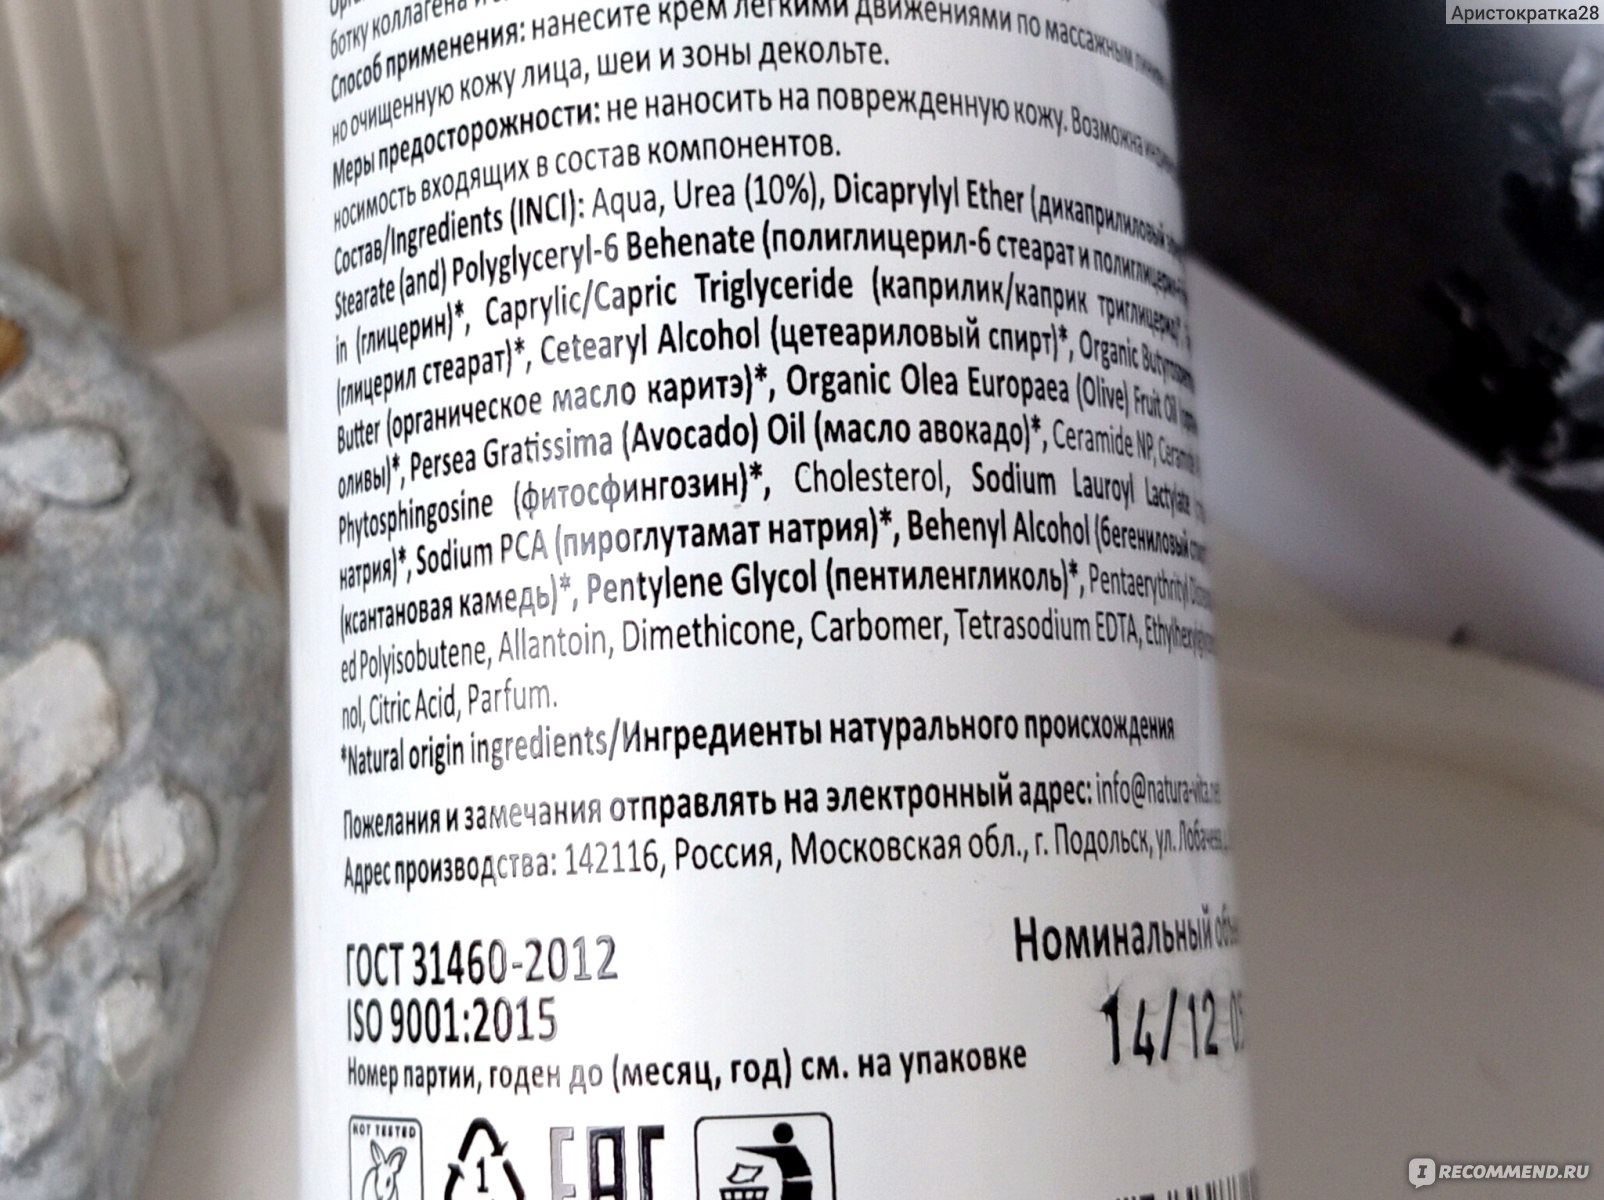 Аристократка28
ботку коллагена и
Способ применения: нанесите крем легкими движениями по массажным
но очищенную кожу лица, шеи и зоны декольте.
Меры предосторожности: не наносить на поврежденную кожу. Возможна
носимость входящих в состав компонентов.
Состав/Ingredients (INCI): Aqua, Urea (10%), Dicaprylyl Ether (дикаприлиловый
Stearate (and) Polyglyceryl-6 Behenate (полиглицерил-6 стеарат и
in (глицерин)*, Caprylic/Capric Triglyceride (каприлик/каприк
(глицерил стеарат)*, Cetearyl Alcohol (цетеариловый спирт)*, Organic
Butter (органическое масло каритэ)*, Organic Olea Europaea (Olive) Fruit Oil
оливы)*, Persea Gratissima (Avocado) Oil (масло авокадо)*, Ceramide NP,
Phytosphingosine (фитосфингозин)*, Cholesterol, Sodium Lauroyl Lactylate
натрия)*, Sodium PCA (пироглутамат натрия)*, Behenyl Alcohol (бегениловый
(ксантановая камедь)*, Pentylene Glycol (пентиленгликоль)*, Pentaerythrityl
ed Polyisobutene, Allantoin, Dimethicone, Carbomer, Tetrasodium EDTA,
nol, Citric Acid, Parfum.
*Natural origin ingredients/Ингредиенты натурального происхождения
Пожелания и замечания отправлять на электронный адрес:
Адрес производства: 142116, Россия, Московская обл., г. Подольск, ул.
Номинальный
ГОСТ 31460-2012
14/12
ISO 9001:2015
Номер партии, годен до (месяц, год) см. на упаковке
NOT TESTED
1
EAC
IRECOMMEND.RU